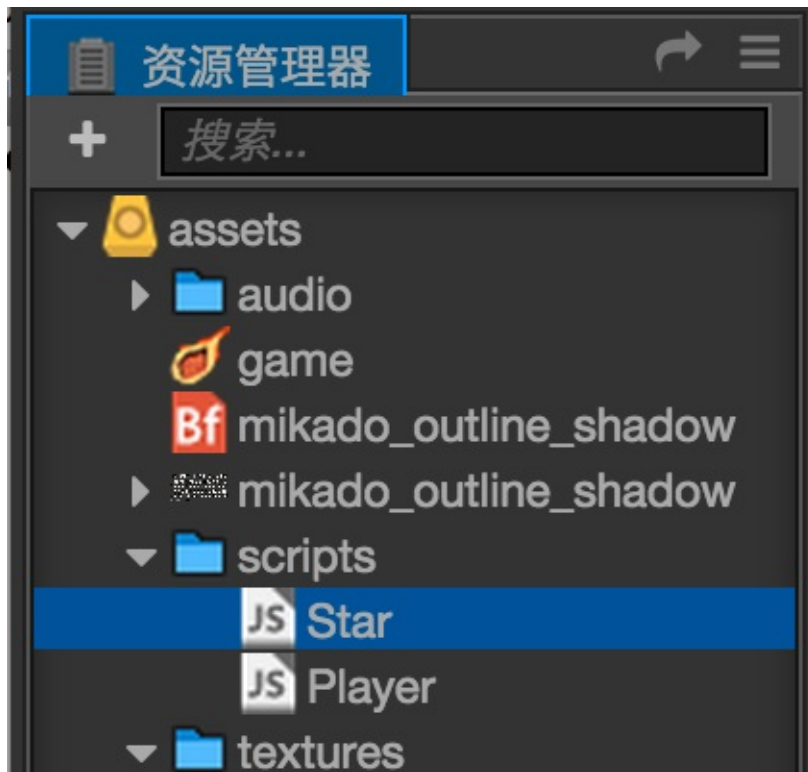 资源管理器
搜索...
assets
audio
game
Bf mikado_outline_shadow
mikado_outline_shadow
scripts
JS Star
JS Player
textures